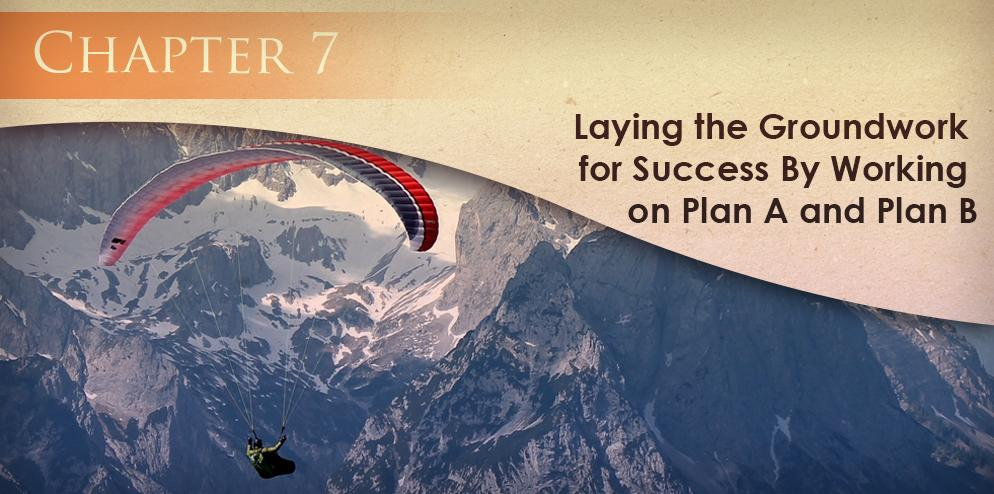 Chapter 7
Laying the Groundwork
for Success By Working
on Plan A and Plan B